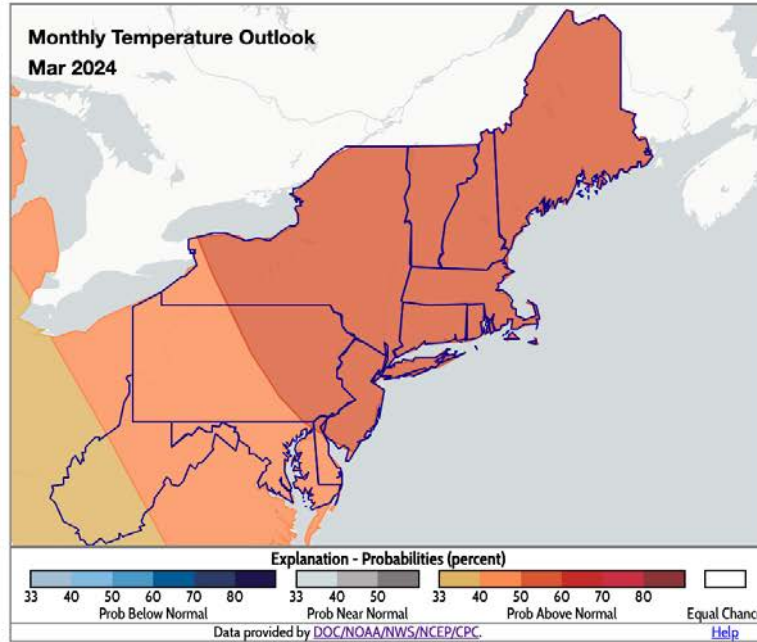 Monthly Temperature Outlook
Mar 2024
Explanation - Probabilities (percent)
33 40 50 60 70 80 33 40 50 33 40 50 60 70 80
Prob Below Normal Prob Near Normal Prob Above Normal Equal Chanc
Data provided by DOC/NOAA/NWS/NCEP/CPC. Help